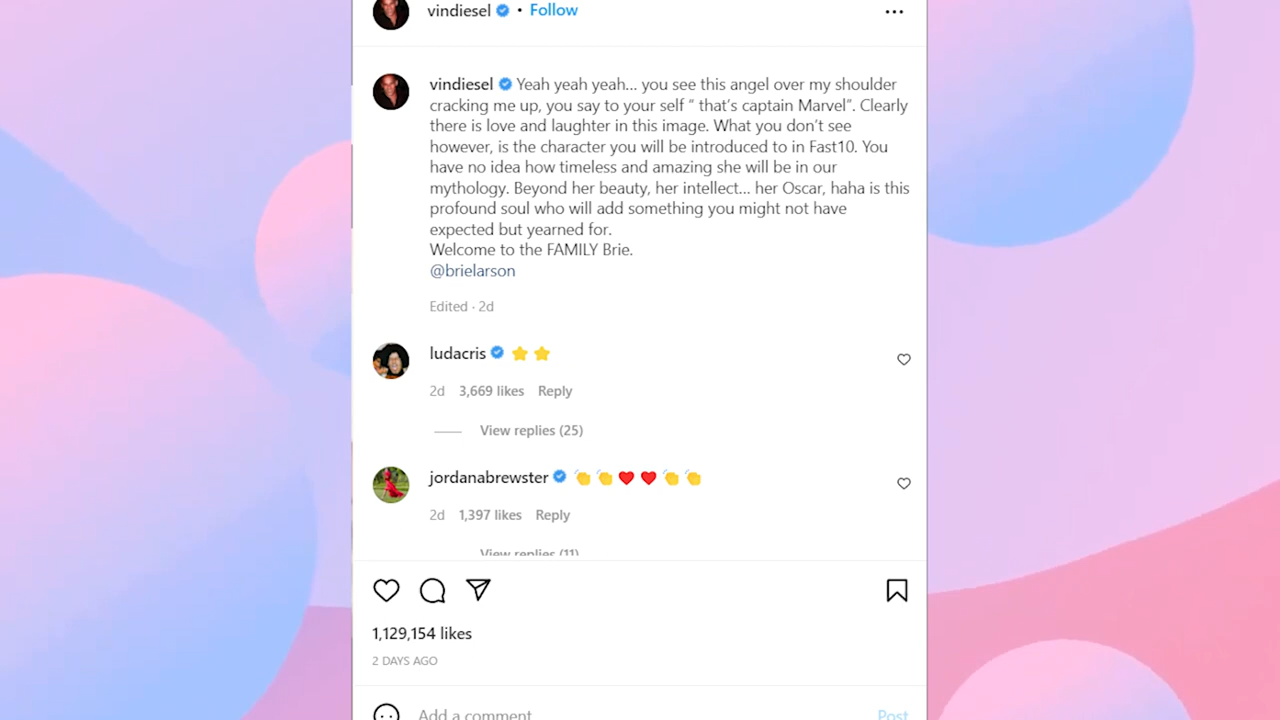 vindiesel • Follow
vindiesel Yeah yeah yeah... you see this angel over my shoulder
cracking me up, you say to your self “ that’s captain Marvel”. Clearly
there is love and laughter in this image. What you don’t see
however, is the character you will be introduced to in Fast10. You
have no idea how timeless and amazing she will be in our
mythology. Beyond her beauty, her intellect... her Oscar, haha is this
profound soul who will add something you might not have
expected but yearned for.
Welcome to the FAMILY Brie.
@brielarson
Edited · 2d
ludacris ⭐ ⭐
2d 3,669 likes Reply
View replies (25)
jordanabrewster 👏 👏 ❤️ ❤️ 👏 👏
2d 1,397 likes Reply
View replies (11)
1,129,154 likes
2 DAYS AGO
Add a comment... Post